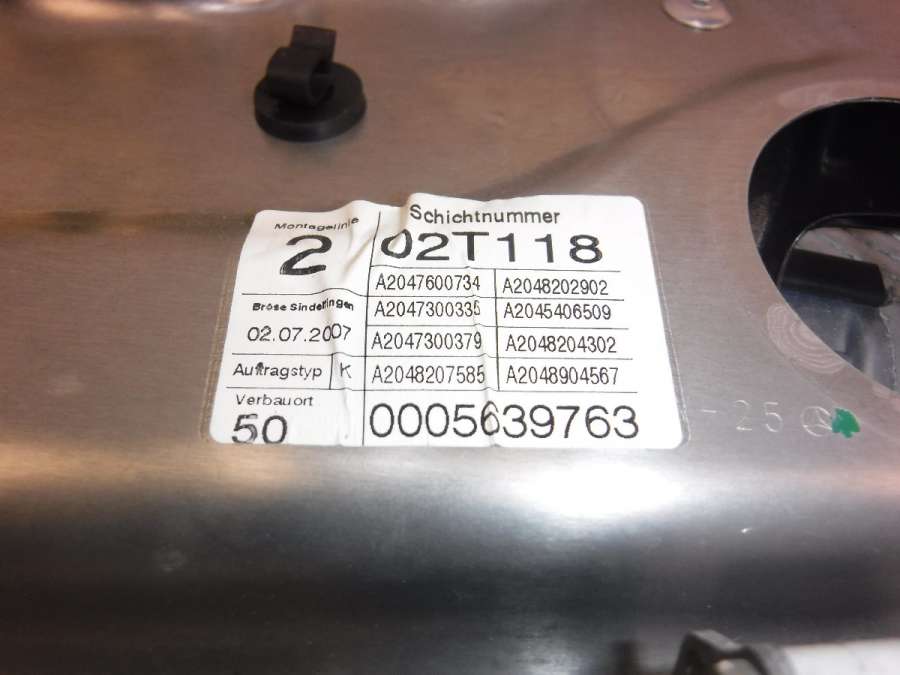 Montagelinie
2
Schichtnummer
02T118
A2047600734 A2048202902
Bröse Sindelfingen
02.07.2007
A2047300335 A2045406509
A2047300379 A2048204302
Auftragstyp K
A2048207585 A2048904567
Verbauort
50
0005639763
-25